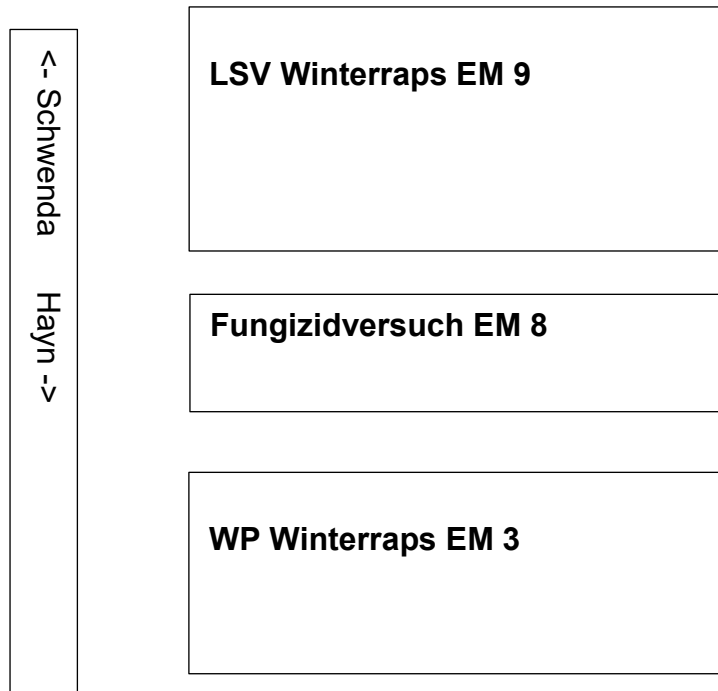 <- Schwenda Hayn ->
LSV Winterraps EM 9
Fungizidversuch EM 8
WP Winterraps EM 3